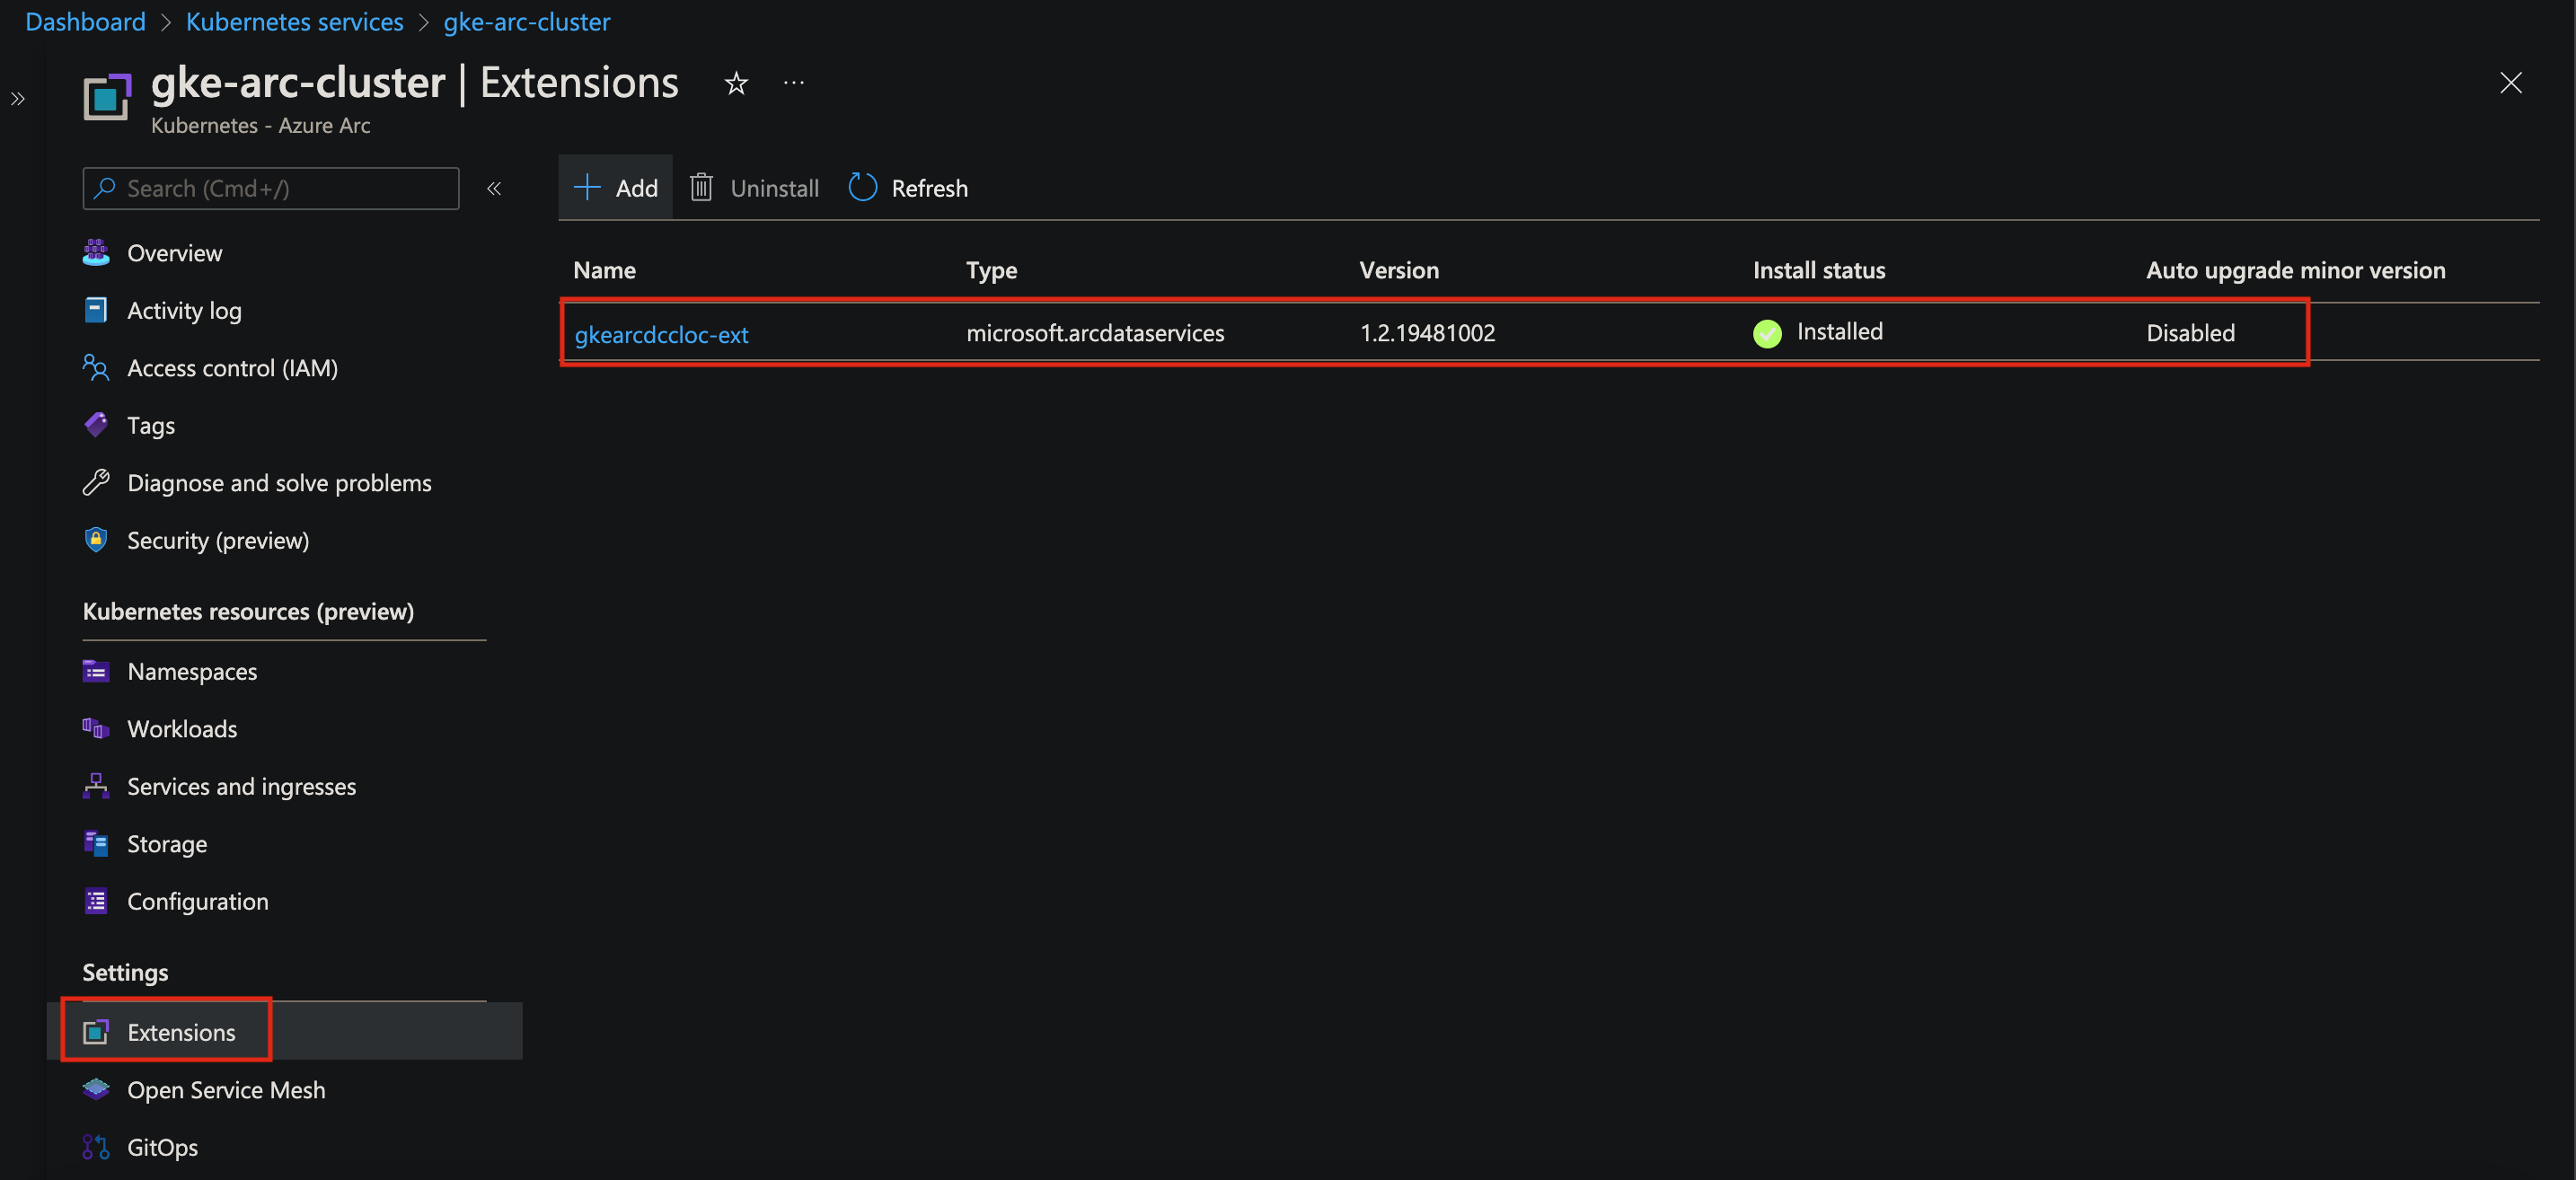 Dashboard > Kubernetes services > gke-arc-cluster
gke-arc-cluster | Extensions
Kubernetes - Azure Arc
Search (Cmd+/)
Add Uninstall Refresh
Overview
Activity log
Access control (IAM)
Tags
Diagnose and solve problems
Security (preview)
Kubernetes resources (preview)
Namespaces
Workloads
Services and ingresses
Storage
Configuration
Settings
Extensions
Open Service Mesh
GitOps
Name Type Version Install status Auto upgrade minor version
gkearcdccloc-ext microsoft.arcdataservices 1.2.19481002 Installed Disabled